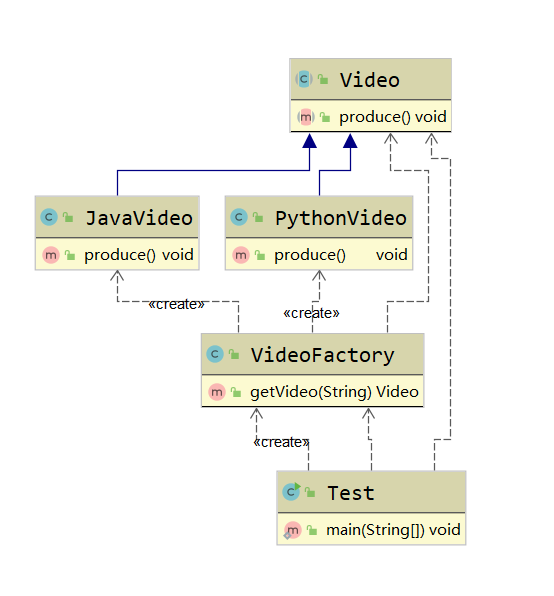 Video
produce() void
JavaVideo
produce() void
PythonVideo
produce() void
«create»
«create»
VideoFactory
getVideo(String) Video
«create»
Test
main(String[]) void